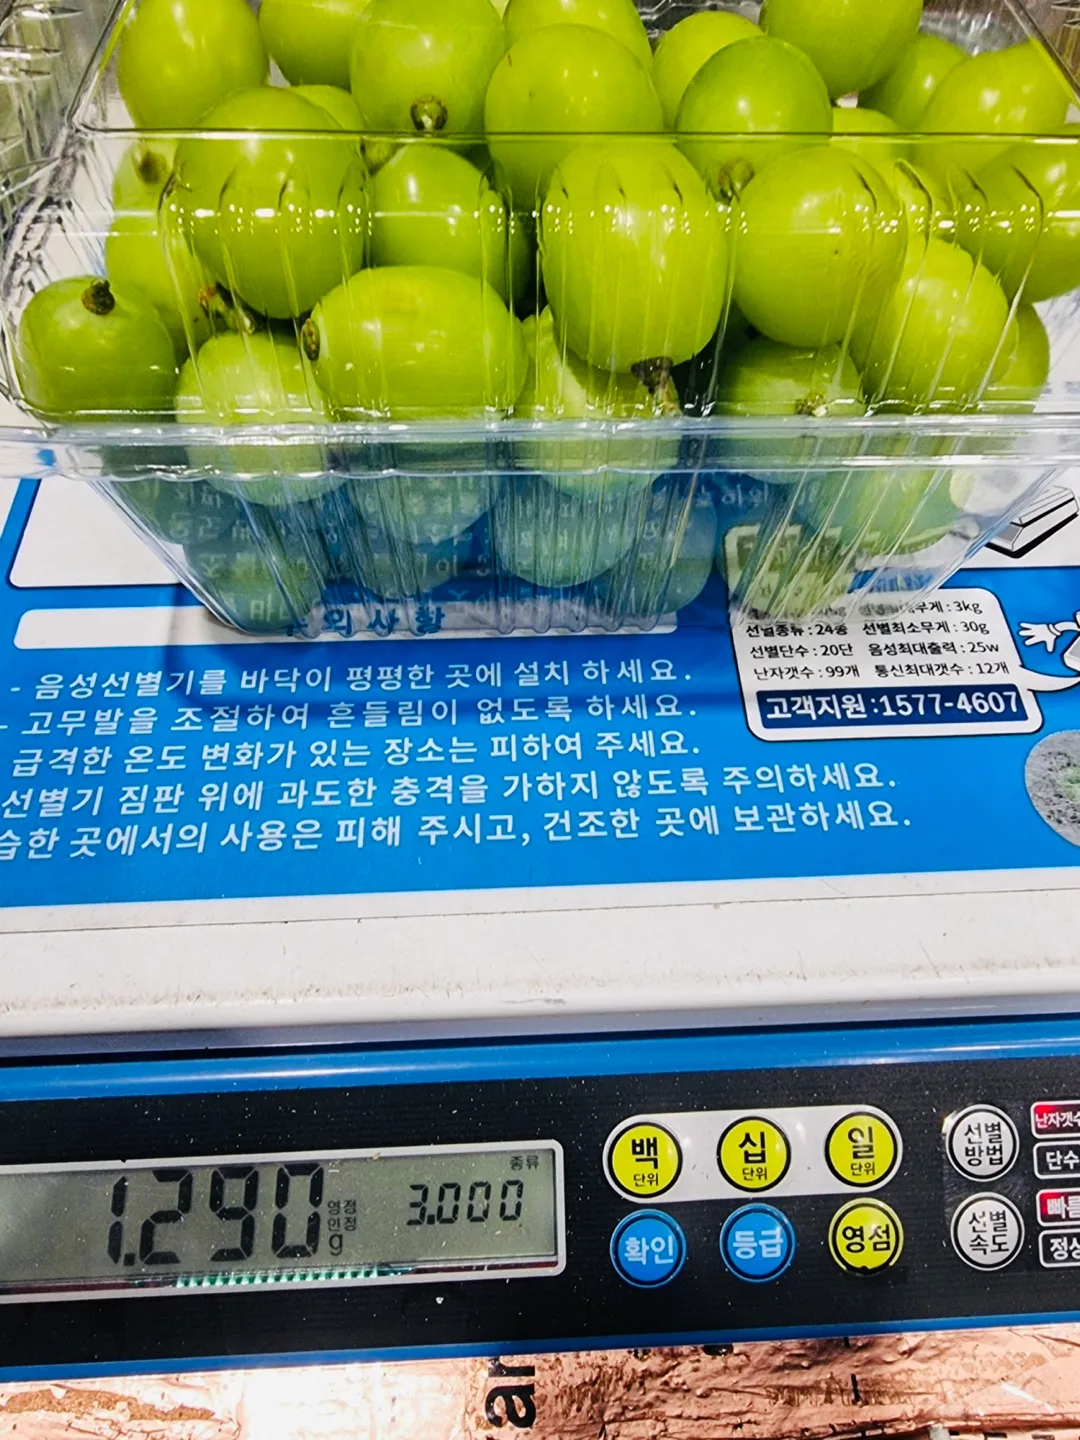 주의사항
- 음성선별기를 바닥이 평평한 곳에 설치 하세요.
- 고무발을 조절하여 흔들림이 없도록 하세요.
급격한 온도 변화가 있는 장소는 피하여 주세요.
선별기 짐판 위에 과도한 충격을 가하지 않도록 주의하세요.
습한 곳에서의 사용은 피해 주시고, 건조한 곳에 보관하세요.
무게 : 3kg
선별종류 : 24종 선별최소무게 : 30g
선별단수 : 20단 음성최대출력 : 25w
난자갯수 : 99개 통신최대갯수 : 12개
고객지원 : 1577-4607
1.290
영점
안정
g
종류
3.000
백 단위
십 단위
일 단위
확인
등급
영점
선별 방법
선별 속도
난자갯수
단수
빠름
정상
ar